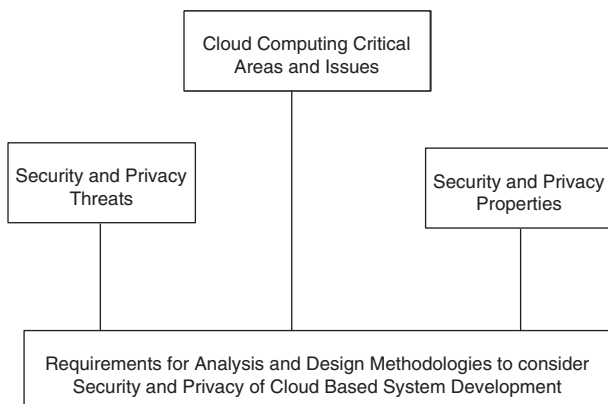 Cloud Computing Critical
Areas and Issues
Security and Privacy
Threats
Security and Privacy
Properties
Requirements for Analysis and Design Methodologies to consider
Security and Privacy of Cloud Based System Development